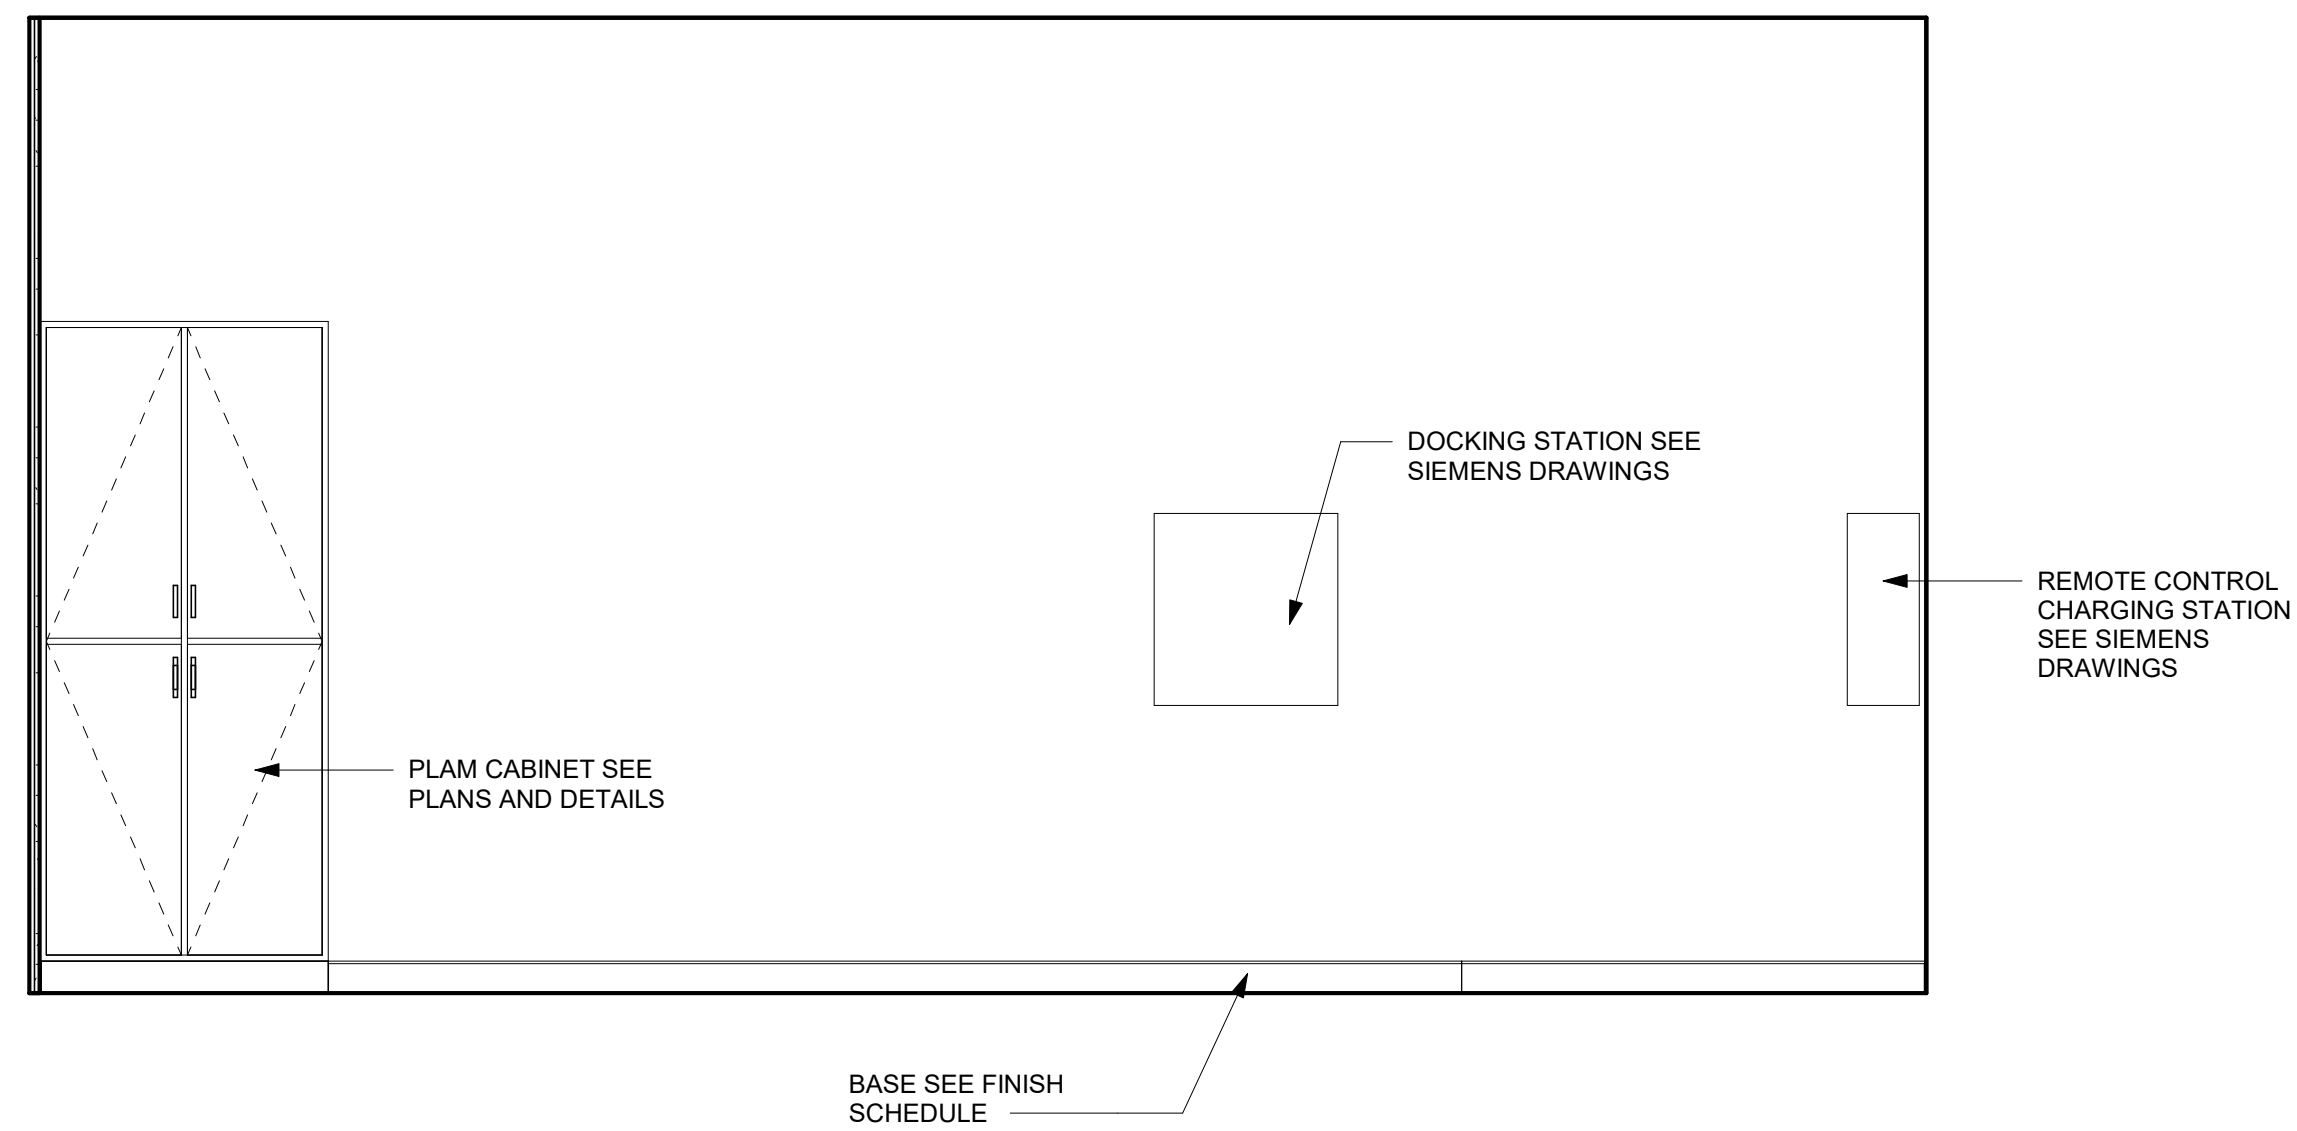 DOCKING STATION SEE
SIEMENS DRAWINGS
REMOTE CONTROL
CHARGING STATION
SEE SIEMENS
DRAWINGS
PLAM CABINET SEE
PLANS AND DETAILS
BASE SEE FINISH
SCHEDULE